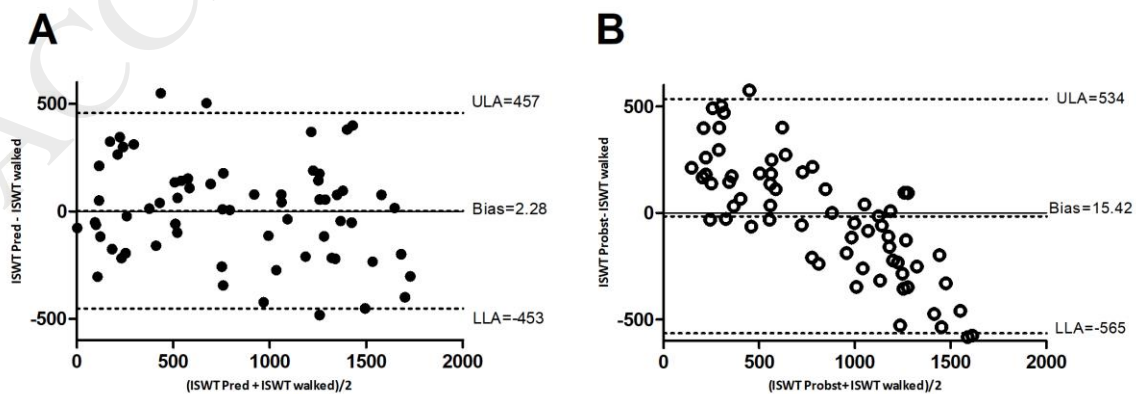 ACC
A
B
ISWT Pred - ISWT walked
500
0
-500
ULA=457
Bias=2.28
LLA=-453
0
500
1000
1500
2000
(ISWT Pred + ISWT walked)/2
ISWT Probst- ISWT walked
500
0
-500
ULA=534
Bias=15.42
LLA=-565
0
500
1000
1500
2000
(ISWT Probst+ ISWT walked)/2